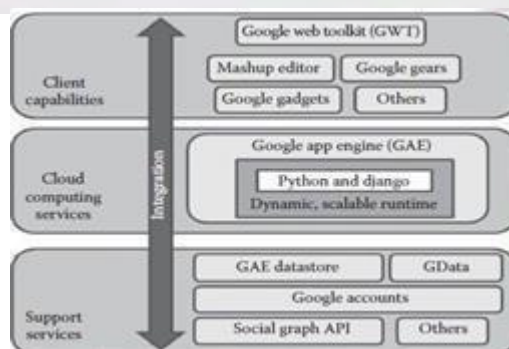 Google web toolkit (GWT)
Mashup editor
Google gears
Client
capabilities
Google gadgets
Others
Google app engine (GAE)
Cloud
computing
services
Python and django
Dynamic, scalable runtime
Integration
GAE datastore
GData
Google accounts
Support
services
Social graph API
Others